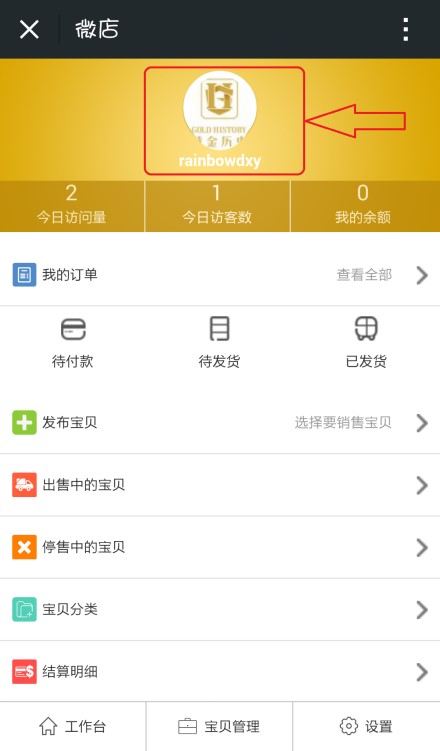 微店
GOLD HISTORY
金历史
rainbowdxy
2 1 0
今日访问量 今日访客数 我的余额
我的订单 查看全部
待付款 待发货 已发货
发布宝贝 选择要销售宝贝
出售中的宝贝
停售中的宝贝
宝贝分类
结算明细
工作台 宝贝管理 设置